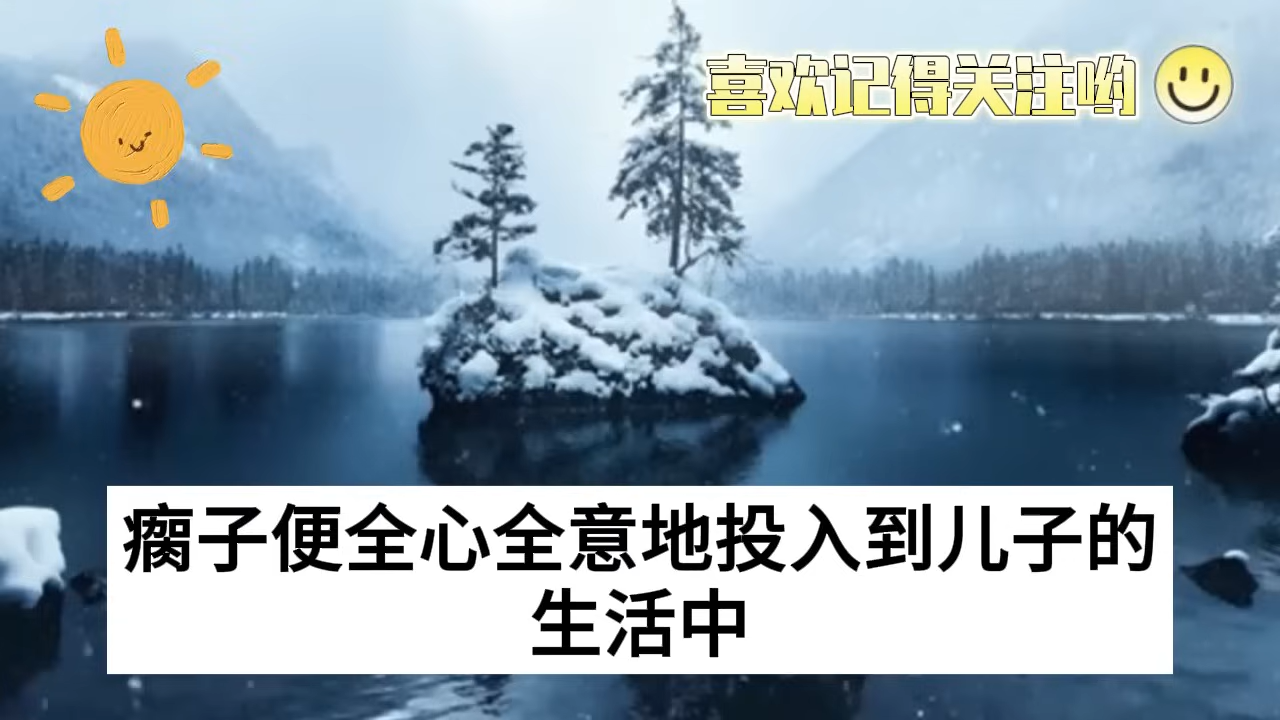 喜欢记得关注哟
瘸子便全心全意地投入到儿子的
生活中